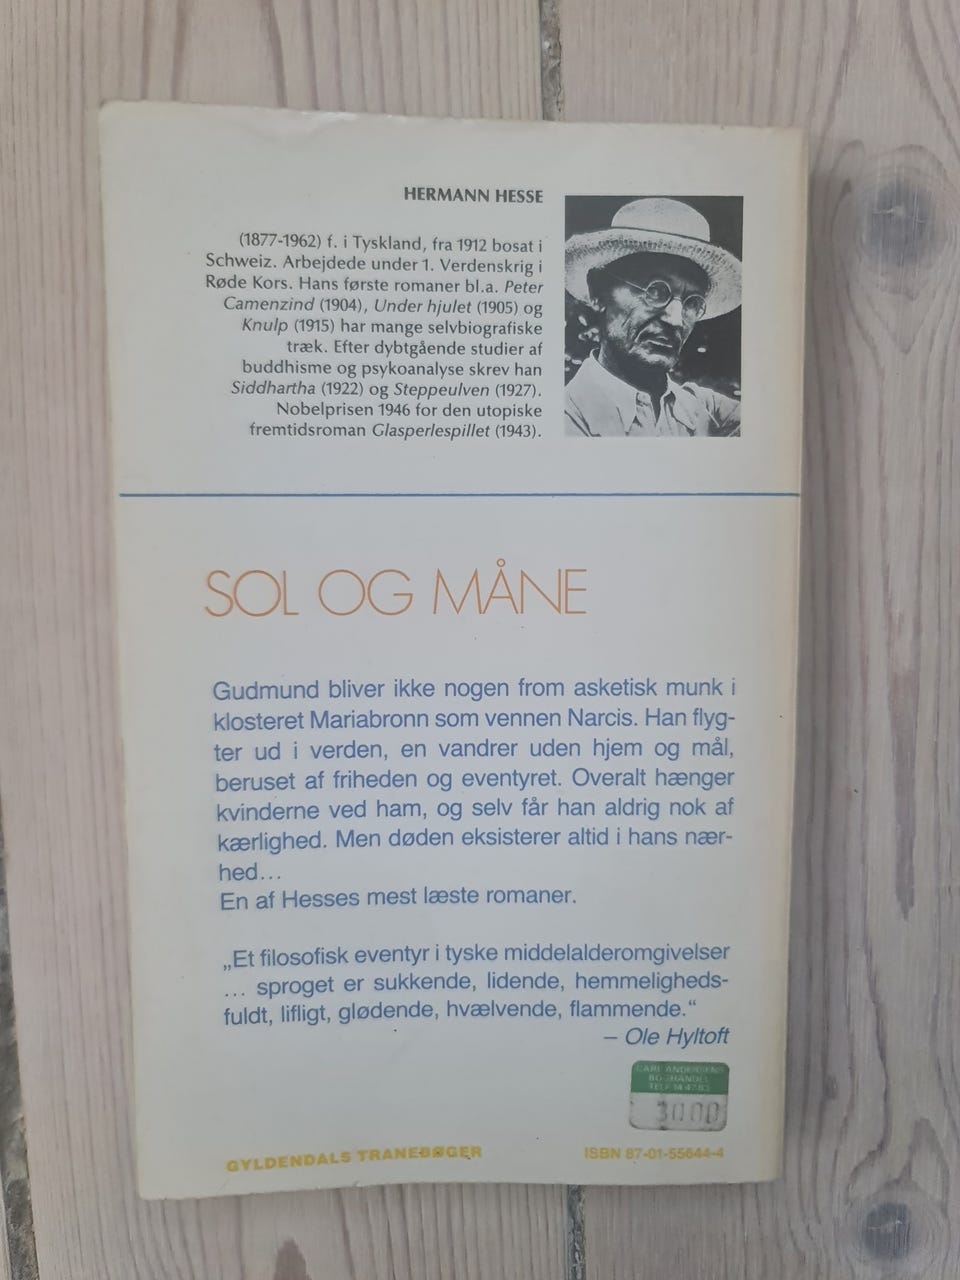 HERMANN HESSE
(1877-1962) f. i Tyskland, fra 1912 bosat i
Schweiz. Arbejdede under 1. Verdenskrig i
Røde Kors. Hans første romaner bl.a. Peter
Camenzind (1904), Under hjulet (1905) og
Knulp (1915) har mange selvbiografiske
træk. Efter dybtgående studier af
buddhisme og psykoanalyse skrev han
Siddhartha (1922) og Steppeulven (1927).
Nobelprisen 1946 for den utopiske
fremtidsroman Glasperlespillet (1943).
SOL OG MÅNE
Gudmund bliver ikke nogen from asketisk munk i
klosteret Mariabronn som vennen Narcis. Han flyg-
ter ud i verden, en vandrer uden hjem og mål,
beruset af friheden og eventyret. Overalt hænger
kvinderne ved ham, og selv får han aldrig nok af
kærlighed. Men døden eksisterer altid i hans nær-
hed...
En af Hesses mest læste romaner.
„Et filosofisk eventyr i tyske middelalderomgivelser
... sproget er sukkende, lidende, hemmeligheds-
fuldt, lifligt, glødende, hvælvende, flammende.“
– Ole Hyltoft
CARL ANDERSENS
BOGHANDEL
TELF.
3000
GYLDENDALS TRANEBØGER
ISBN 87-01-55644-4